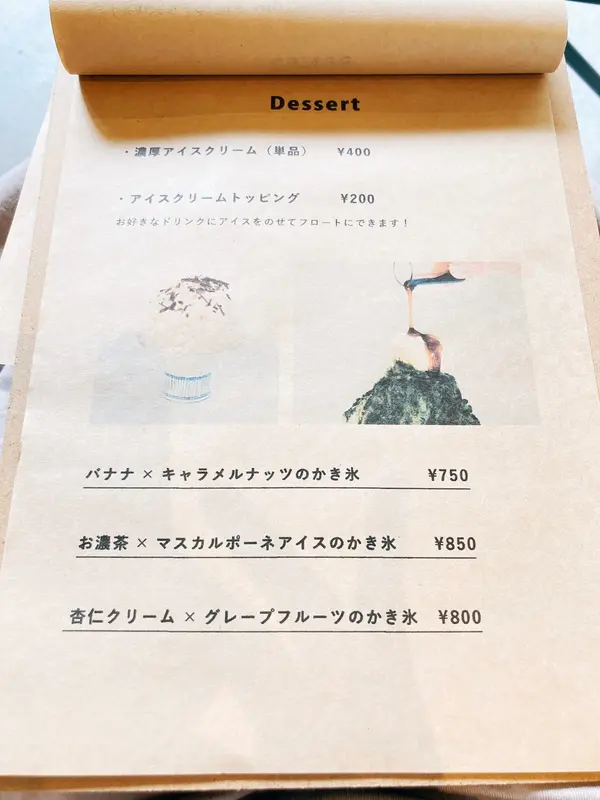 Dessert
・濃厚アイスクリーム（単品） ¥400
・アイスクリームトッピング ¥200
お好きなドリンクにアイスをのせてフロートにできます！
バナナ × キャラメルナッツのかき氷 ¥750
お濃茶 × マスカルポーネアイスのかき氷 ¥850
杏仁クリーム × グレープフルーツのかき氷 ¥800